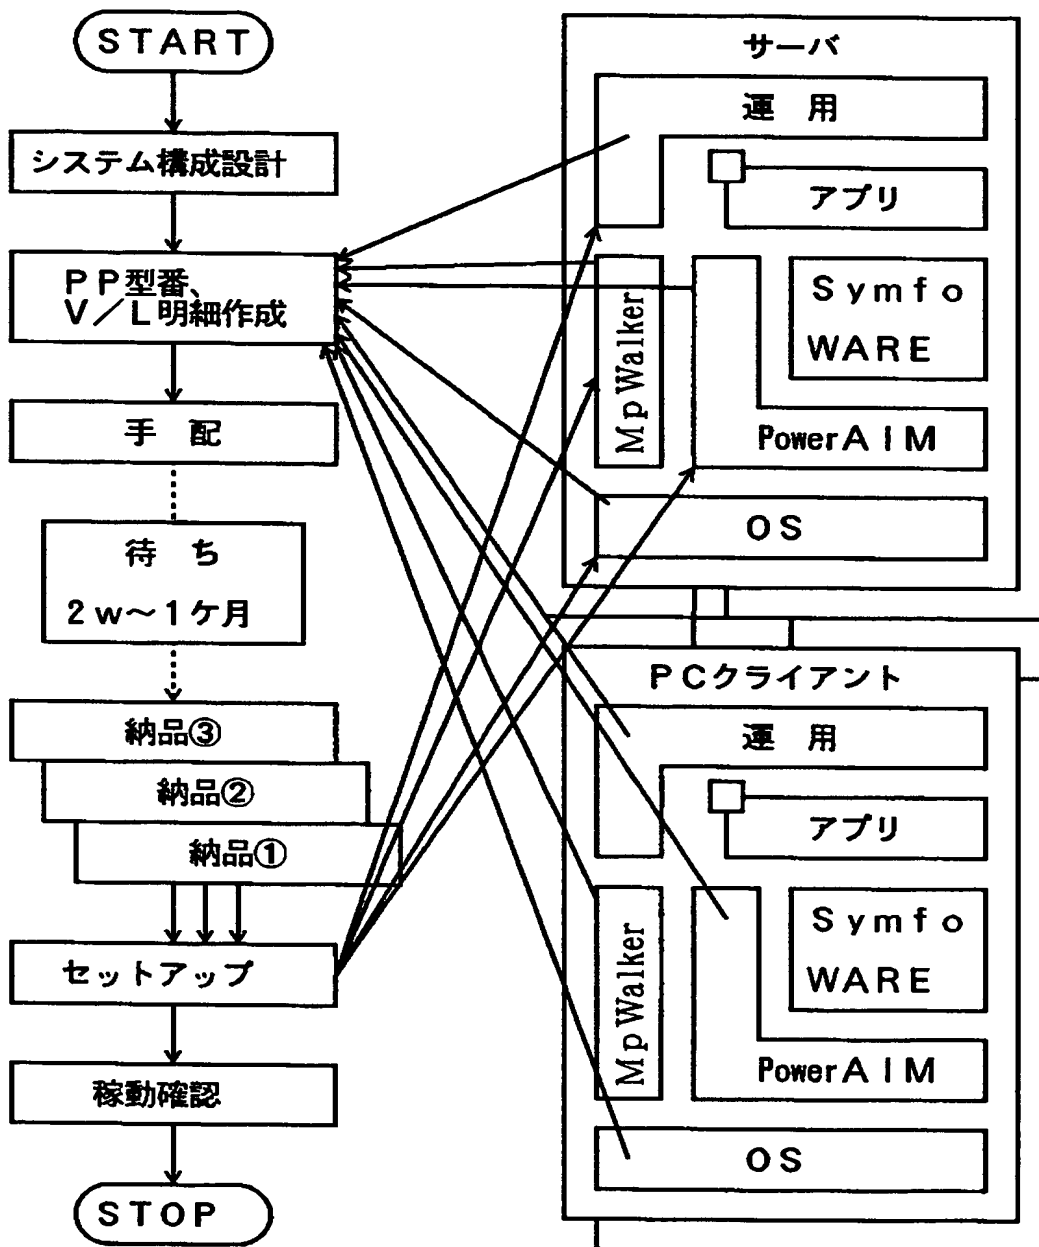 START
システム構成設計
PP型番、
V/L明細作成
手 配
待 ち
2w〜1ケ月
納品③
納品②
納品①
セットアップ
稼動確認
STOP
サーバ
運 用
アプリ
Symfo
WARE
MpWalker
PowerAIM
OS
PCクライアント
運 用
アプリ
Symfo
WARE
MpWalker
PowerAIM
OS